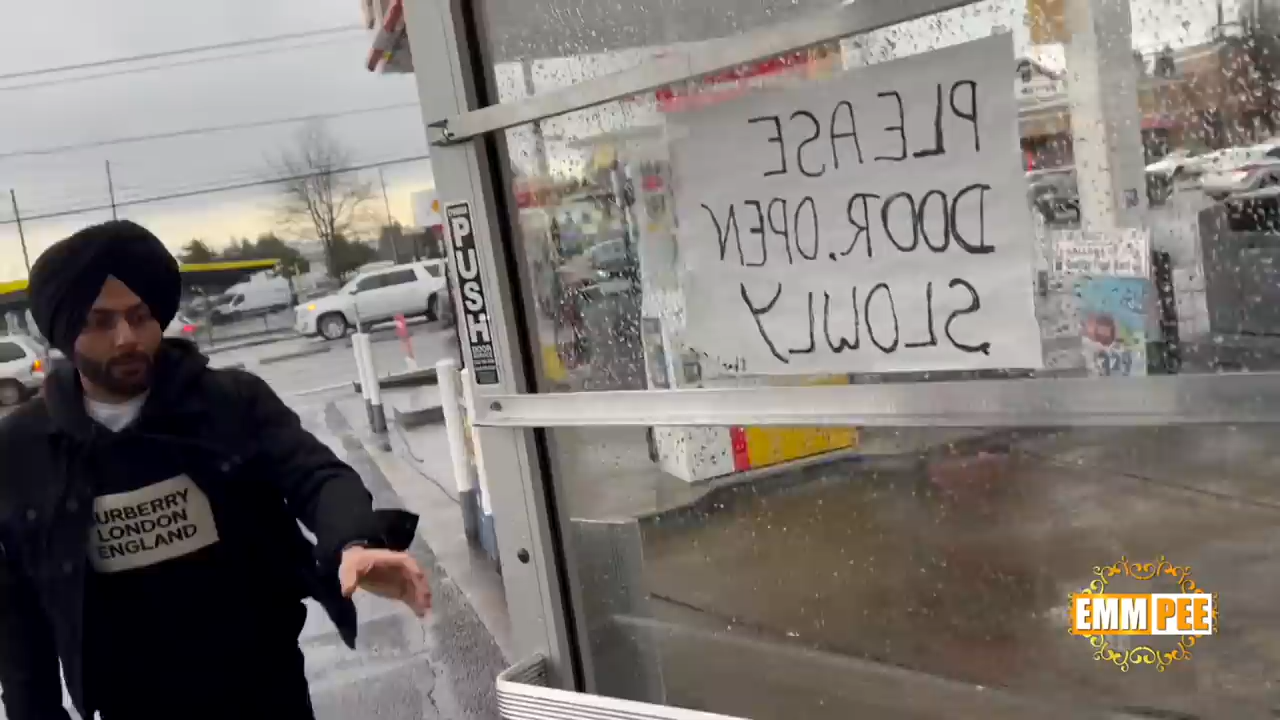 PLEASE
DOOR.OPEN
SLOWLY
PUSH
URBERRY
LONDON
ENGLAND
EMM PEE